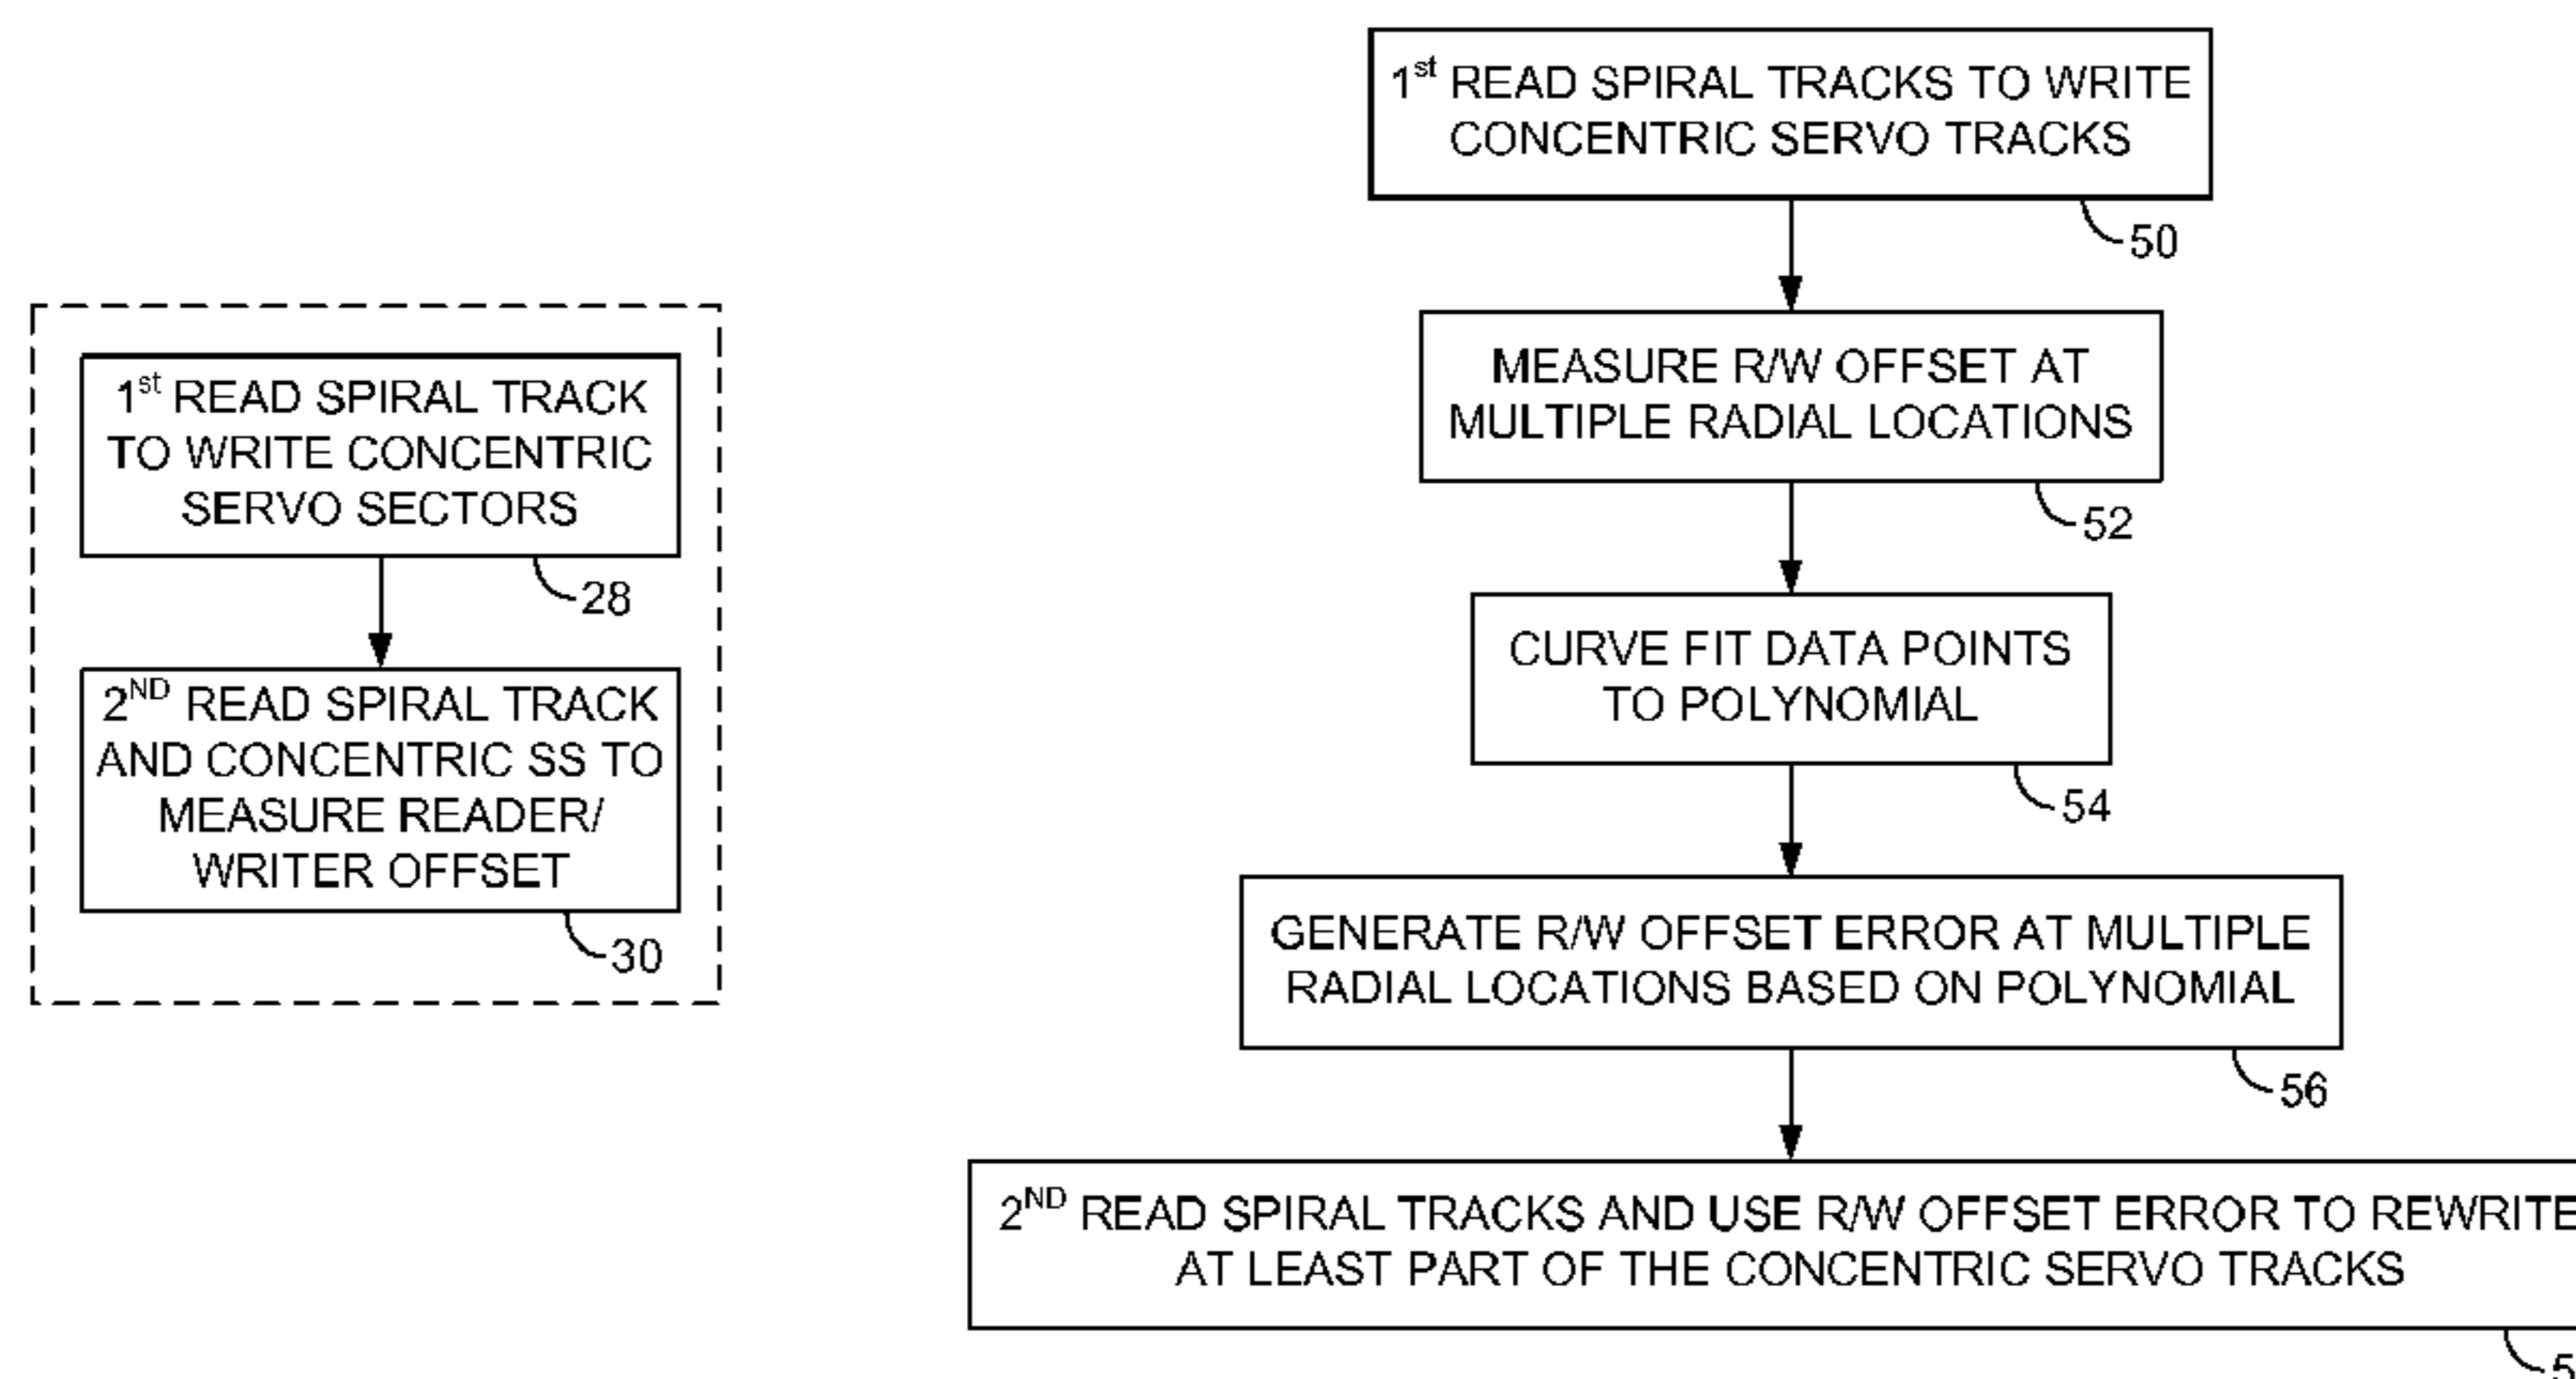 1st READ SPIRAL TRACK
TO WRITE CONCENTRIC
SERVO SECTORS
28
2ND READ SPIRAL TRACK
AND CONCENTRIC SS TO
MEASURE READER/
WRITER OFFSET
30
1st READ SPIRAL TRACKS TO WRITE
CONCENTRIC SERVO TRACKS
50
MEASURE R/W OFFSET AT
MULTIPLE RADIAL LOCATIONS
52
CURVE FIT DATA POINTS
TO POLYNOMIAL
54
GENERATE R/W OFFSET ERROR AT MULTIPLE
RADIAL LOCATIONS BASED ON POLYNOMIAL
56
2ND READ SPIRAL TRACKS AND USE R/W OFFSET ERROR TO REWRITE
AT LEAST PART OF THE CONCENTRIC SERVO TRACKS